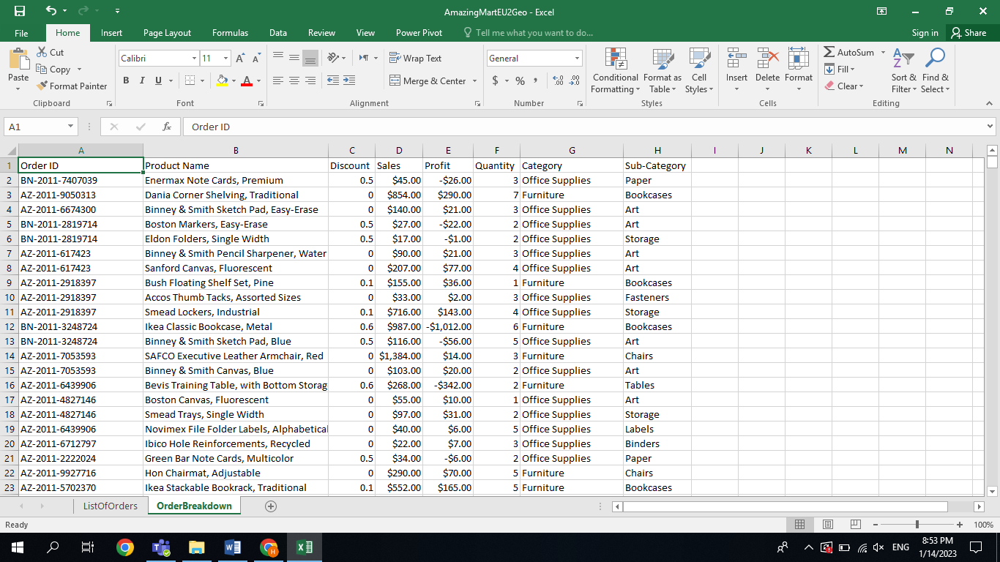 AmazingMartEU2Geo - Excel
File Home Insert Page Layout Formulas Data Review View Power Pivot Tell me what you want to do... Sign in Share
Cut
Copy
Format Painter
Paste
Clipboard
Calibri 11
B I U
Font
Wrap Text
Merge & Center
Alignment
General
$ % ,
Number
Conditional Formatting
Format as Table
Cell Styles
Styles
Insert Delete Format
Cells
AutoSum
Fill
Clear
Sort & Filter
Find & Select
Editing
A1 fx Order ID
A B C D E F G H I J K L M N
1 Order ID Product Name Discount Sales Profit Quantity Category Sub-Category
2 BN-2011-7407039 Enermax Note Cards, Premium 0.5 $45.00 -$26.00 3 Office Supplies Paper
3 AZ-2011-9050313 Dania Corner Shelving, Traditional 0 $854.00 $290.00 7 Furniture Bookcases
4 AZ-2011-6674300 Binney & Smith Sketch Pad, Easy-Erase 0 $140.00 $21.00 3 Office Supplies Art
5 BN-2011-2819714 Boston Markers, Easy-Erase 0.5 $27.00 -$22.00 2 Office Supplies Art
6 BN-2011-2819714 Eldon Folders, Single Width 0.5 $17.00 -$1.00 2 Office Supplies Storage
7 AZ-2011-617423 Binney & Smith Pencil Sharpener, Water 0 $90.00 $21.00 3 Office Supplies Art
8 AZ-2011-617423 Sanford Canvas, Fluorescent 0 $207.00 $77.00 4 Office Supplies Art
9 AZ-2011-2918397 Bush Floating Shelf Set, Pine 0.1 $155.00 $36.00 1 Furniture Bookcases
10 AZ-2011-2918397 Accos Thumb Tacks, Assorted Sizes 0 $33.00 $2.00 3 Office Supplies Fasteners
11 AZ-2011-2918397 Smead Lockers, Industrial 0.1 $716.00 $143.00 4 Office Supplies Storage
12 BN-2011-3248724 Ikea Classic Bookcase, Metal 0.6 $987.00 -$1,012.00 6 Furniture Bookcases
13 BN-2011-3248724 Binney & Smith Sketch Pad, Blue 0.5 $116.00 -$56.00 5 Office Supplies Art
14 AZ-2011-7053593 SAFCO Executive Leather Armchair, Red 0 $1,384.00 $14.00 3 Furniture Chairs
15 AZ-2011-7053593 Binney & Smith Canvas, Blue 0 $103.00 $20.00 2 Office Supplies Art
16 AZ-2011-6439906 Bevis Training Table, with Bottom Storag 0.6 $268.00 -$342.00 2 Furniture Tables
17 AZ-2011-4827146 Boston Canvas, Fluorescent 0 $55.00 $10.00 1 Office Supplies Art
18 AZ-2011-4827146 Smead Trays, Single Width 0 $97.00 $31.00 2 Office Supplies Storage
19 AZ-2011-6439906 Novimex File Folder Labels, Alphabetical 0 $40.00 $6.00 5 Office Supplies Labels
20 AZ-2011-6712797 Ibico Hole Reinforcements, Recycled 0 $22.00 $7.00 3 Office Supplies Binders
21 AZ-2011-2222024 Green Bar Note Cards, Multicolor 0.5 $34.00 -$6.00 2 Office Supplies Paper
22 AZ-2011-9927716 Hon Chairmat, Adjustable 0 $290.00 $70.00 5 Furniture Chairs
23 AZ-2011-5702370 Ikea Stackable Bookrack, Traditional 0.1 $552.00 $165.00 5 Furniture Bookcases
ListOfOrders OrderBreakdown
Ready 100%
ENG 8:53 PM
1/14/2023